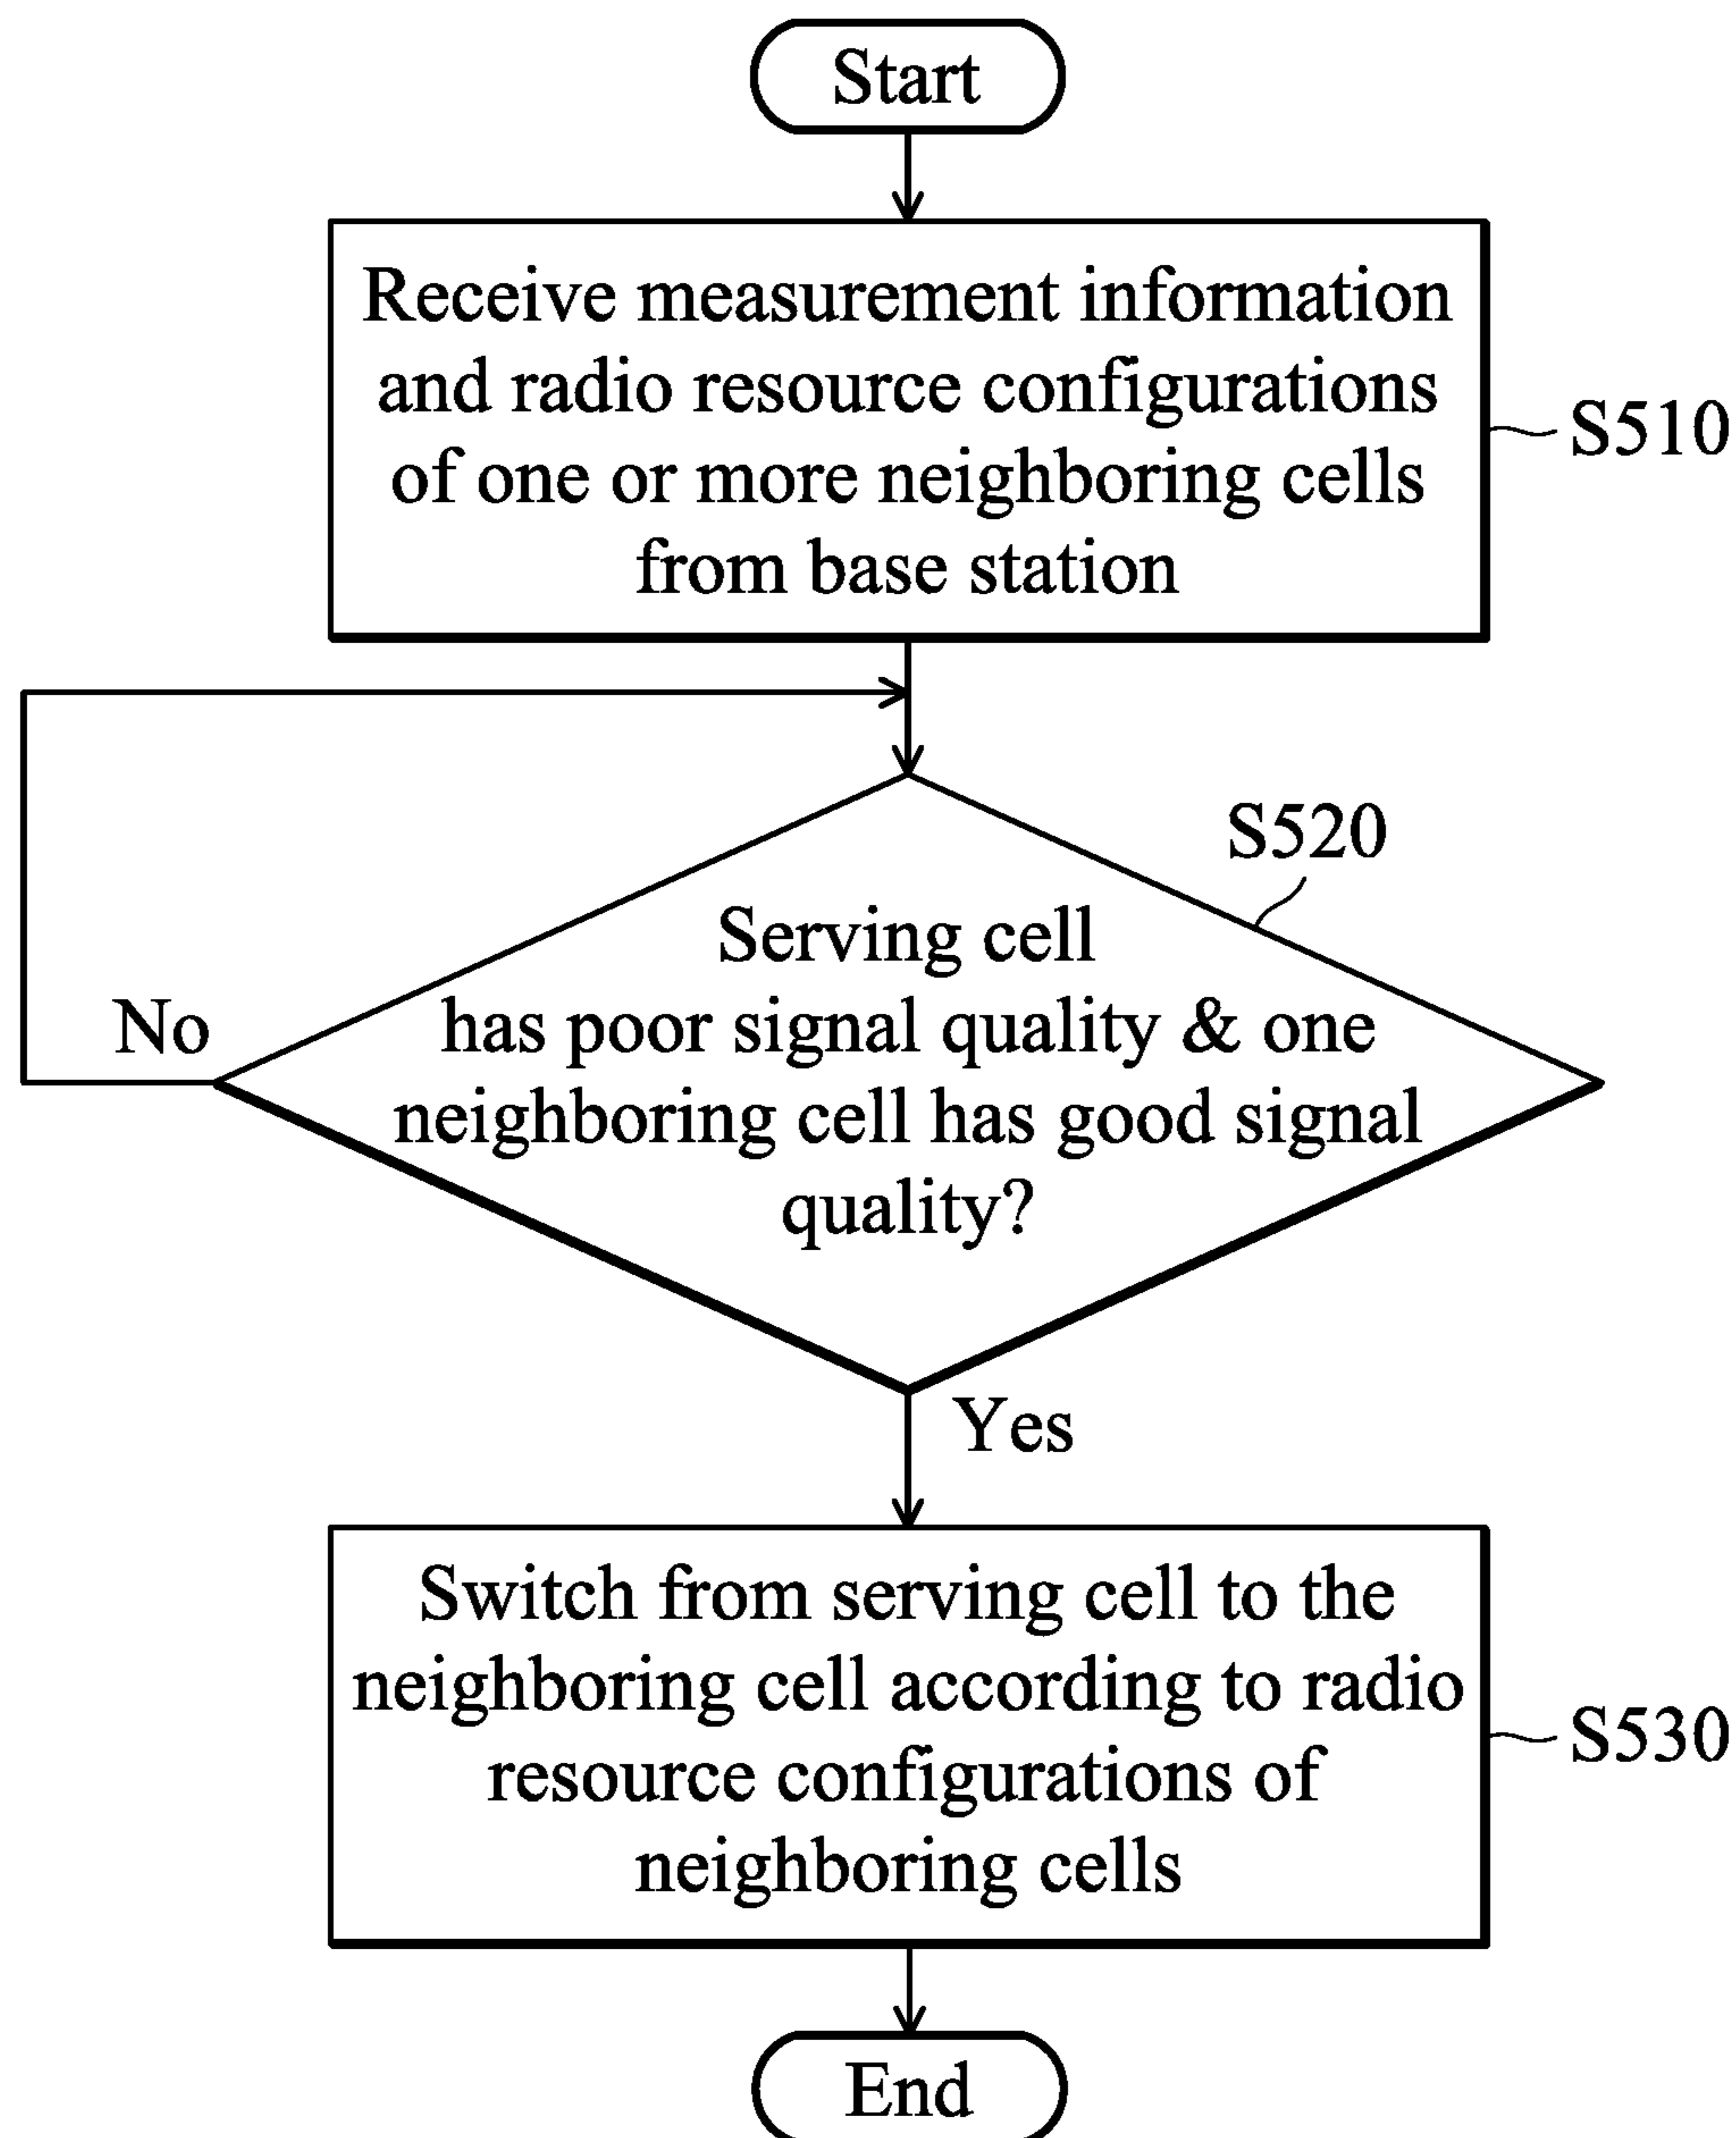 Start
Receive measurement information
and radio resource configurations
of one or more neighboring cells
from base station
S510
S520
Serving cell
has poor signal quality & one
neighboring cell has good signal
quality?
No
Yes
Switch from serving cell to the
neighboring cell according to radio
resource configurations of
neighboring cells
S530
End